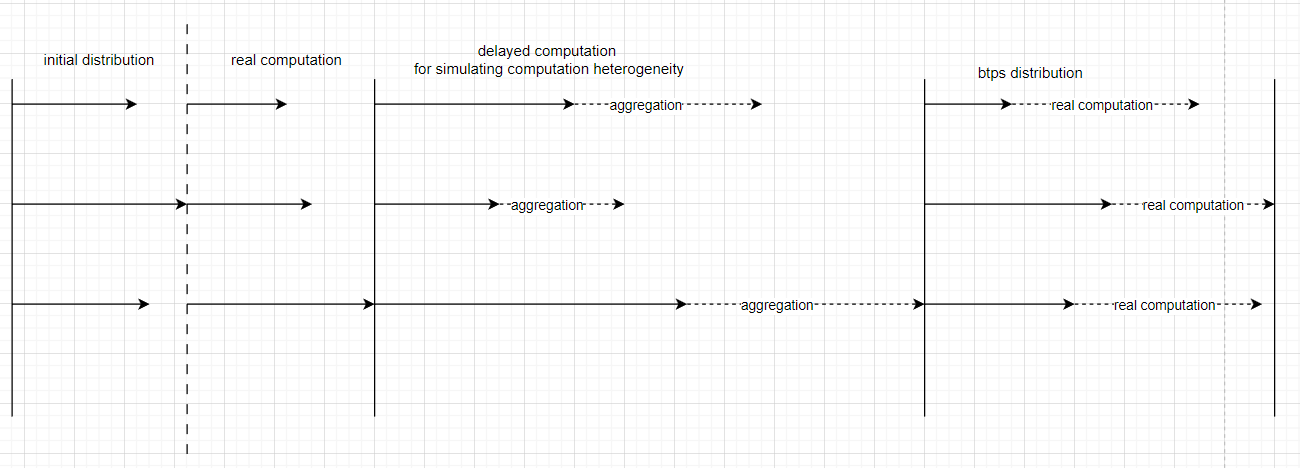 initial distribution
real computation
delayed computation
for simulating computation heterogeneity
btps distribution
aggregation
real computation
aggregation
real computation
aggregation
real computation